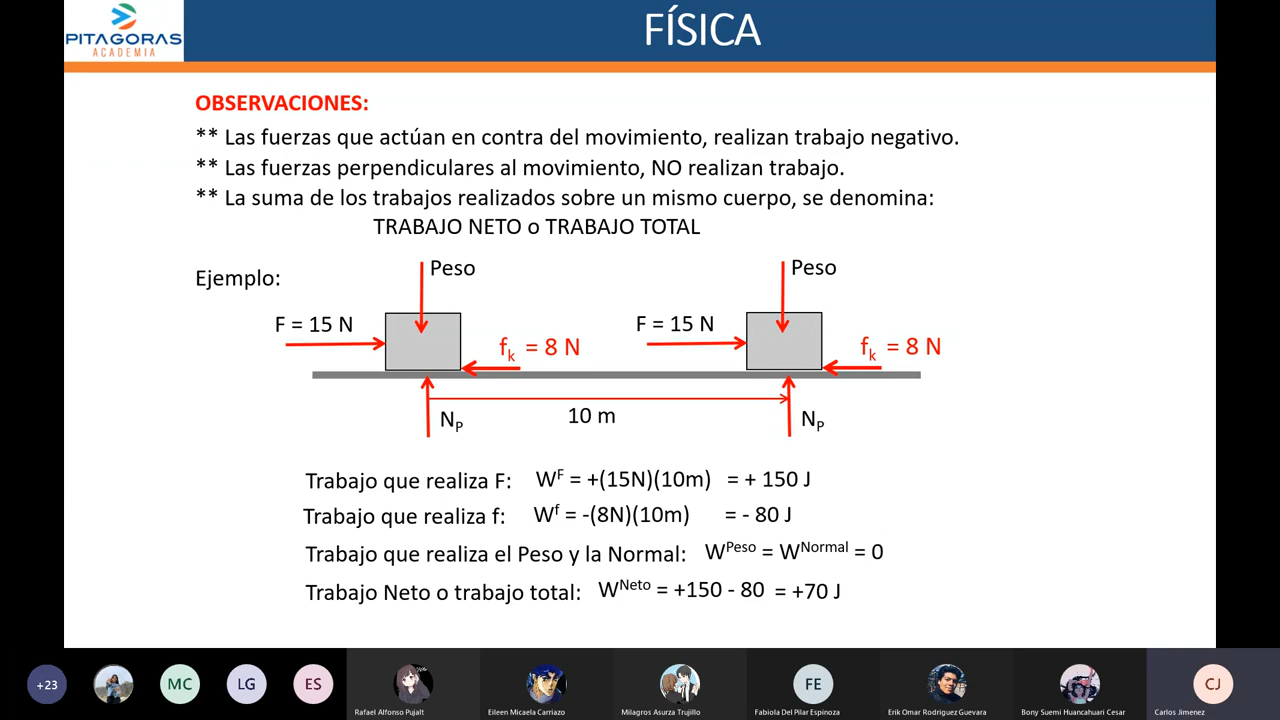 PITAGORAS
ACADEMIA
FÍSICA
OBSERVACIONES:
** Las fuerzas que actúan en contra del movimiento, realizan trabajo negativo.
** Las fuerzas perpendiculares al movimiento, NO realizan trabajo.
** La suma de los trabajos realizados sobre un mismo cuerpo, se denomina:
TRABAJO NETO o TRABAJO TOTAL
Ejemplo:
Peso
Peso
F = 15 N
F = 15 N
fk = 8 N
fk = 8 N
10 m
NP
NP
Trabajo que realiza F: W^F = +(15N)(10m) = + 150 J
Trabajo que realiza f: W^f = -(8N)(10m) = - 80 J
Trabajo que realiza el Peso y la Normal: W^Peso = W^Normal = 0
Trabajo Neto o trabajo total: W^Neto = +150 - 80 = +70 J
+23
MC
LG
ES
FE
CJ
Rafael Alfonso Pujalt
Eileen Micaela Carriazo
Milagros Asurza Trujillo
Fabiola Del Pilar Espinoza
Erik Omar Rodriguez Guevara
Bony Suemi Huancahuari Cesar
Carlos Jimenez